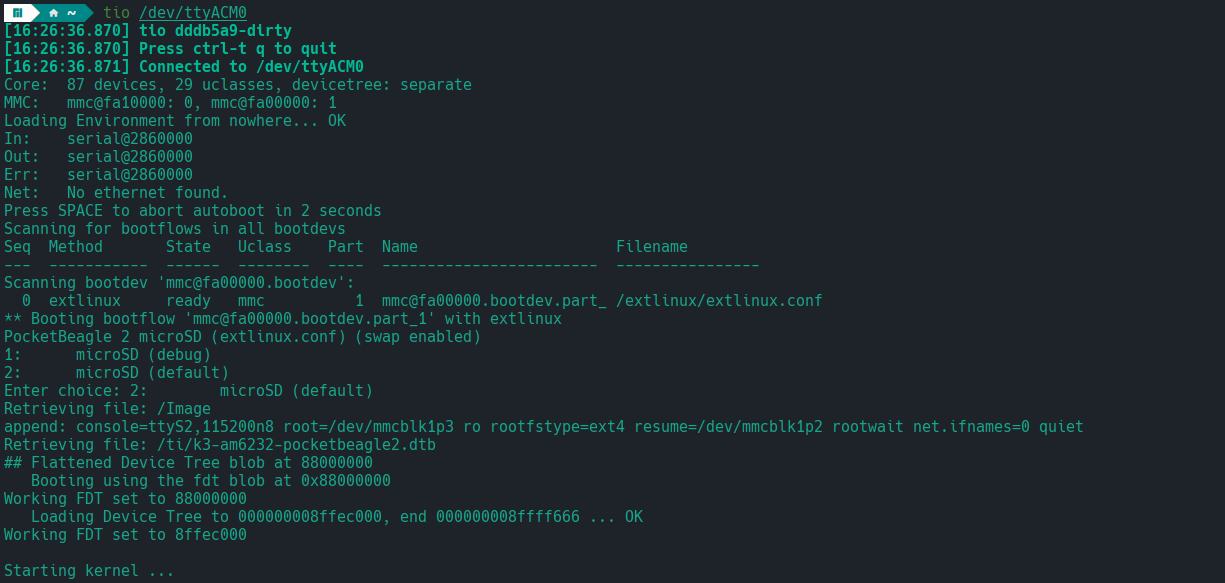 ~ tio /dev/ttyACM0
[16:26:36.870] tio dddb5a9-dirty
[16:26:36.870] Press ctrl-t q to quit
[16:26:36.871] Connected to /dev/ttyACM0
Core:  87 devices, 29 uclasses, devicetree: separate
MMC:   mmc@fa10000: 0, mmc@fa00000: 1
Loading Environment from nowhere... OK
In:    serial@2860000
Out:   serial@2860000
Err:   serial@2860000
Net:   No ethernet found.
Press SPACE to abort autoboot in 2 seconds
Scanning for bootflows in all bootdevs
Seq  Method       State   Uclass    Part  Name                      Filename
---  -----------  ------  --------  ----  ------------------------  ----------------
Scanning bootdev 'mmc@fa00000.bootdev':
  0  extlinux     ready   mmc          1  mmc@fa00000.bootdev.part_ /extlinux/extlinux.conf
** Booting bootflow 'mmc@fa00000.bootdev.part_1' with extlinux
PocketBeagle 2 microSD (extlinux.conf) (swap enabled)
1:      microSD (debug)
2:      microSD (default)
Enter choice: 2:        microSD (default)
Retrieving file: /Image
append: console=ttyS2,115200n8 root=/dev/mmcblk1p3 ro rootfstype=ext4 resume=/dev/mmcblk1p2 rootwait net.ifnames=0 quiet
Retrieving file: /ti/k3-am6232-pocketbeagle2.dtb
## Flattened Device Tree blob at 88000000
   Booting using the fdt blob at 0x88000000
Working FDT set to 88000000
   Loading Device Tree to 000000008ffec000, end 000000008ffff666 ... OK
Working FDT set to 8ffec000
Starting kernel ...